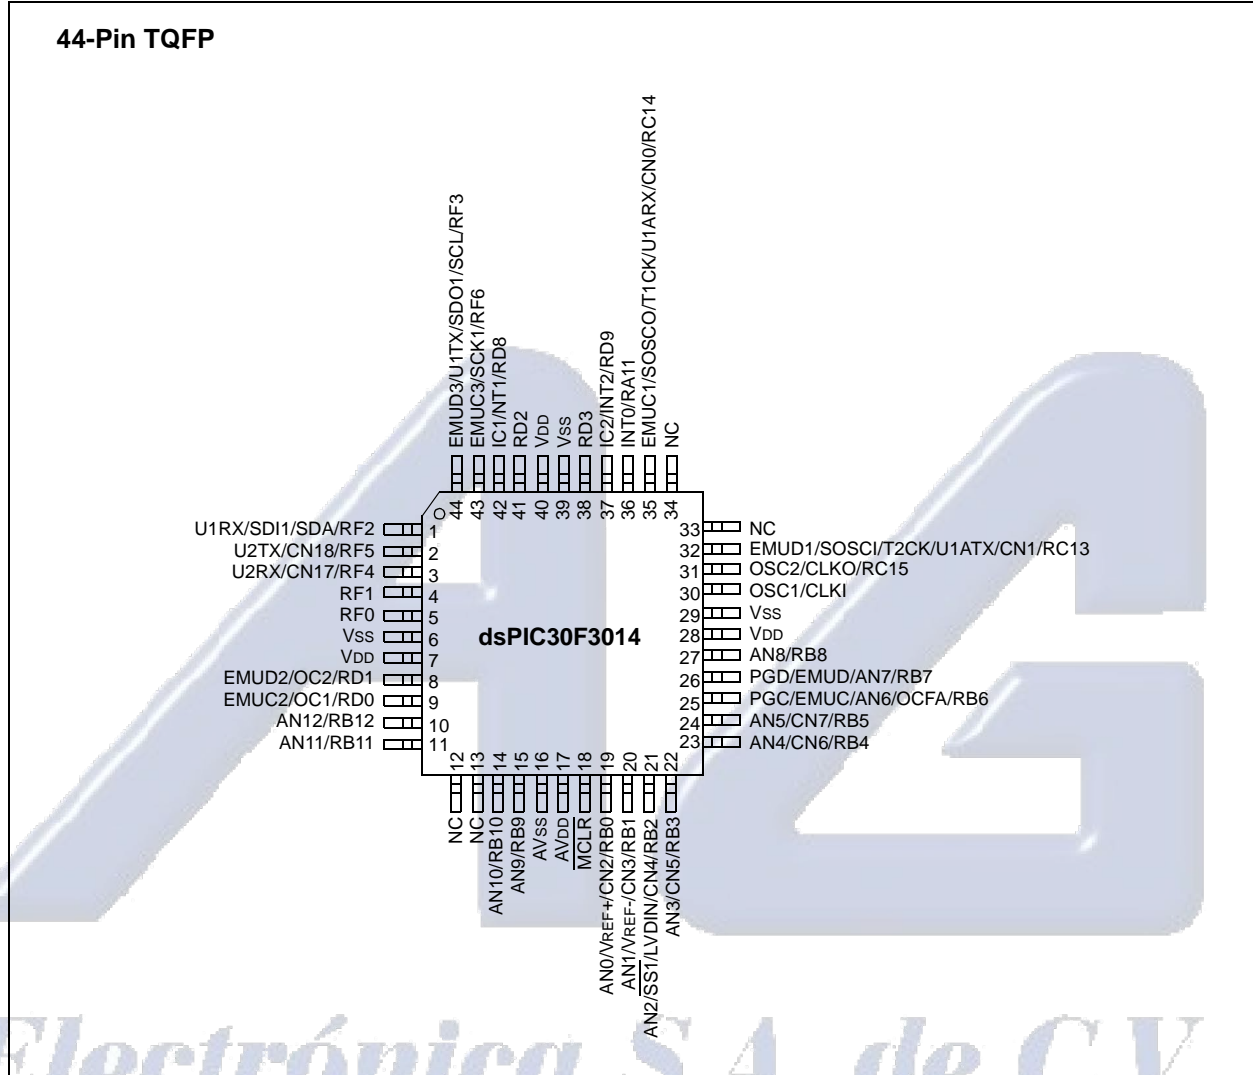 44-Pin TQFP
EMUD3/U1TX/SDO1/SCL/RF3
EMUC3/SCK1/RF6
IC1/NT1/RD8
RD2
VDD
VSS
RD3
IC2/INT2/RD9
INT0/RA11
EMUC1/SOSCO/T1CK/U1ARX/CN0/RC14
NC
44
43
42
41
40
39
38
37
36
35
34
U1RX/SDI1/SDA/RF2 1
U2TX/CN18/RF5 2
U2RX/CN17/RF4 3
RF1 4
RF0 5
VSS 6
VDD 7
EMUD2/OC2/RD1 8
EMUC2/OC1/RD0 9
AN12/RB12 10
AN11/RB11 11
dsPIC30F3014
33 NC
32 EMUD1/SOSCI/T2CK/U1ATX/CN1/RC13
31 OSC2/CLKO/RC15
30 OSC1/CLKI
29 VSS
28 VDD
27 AN8/RB8
26 PGD/EMUD/AN7/RB7
25 PGC/EMUC/AN6/OCFA/RB6
24 AN5/CN7/RB5
23 AN4/CN6/RB4
12
13
14
15
16
17
18
19
20
21
22
NC
NC
AN10/RB10
AN9/RB9
AVSS
AVDD
MCLR
AN0/VREF+/CN2/RB0
AN1/VREF-/CN3/RB1
AN2/SS1/LVDIN/CN4/RB2
AN3/CN5/RB3
AG
Electrónica S.A. de C.V.